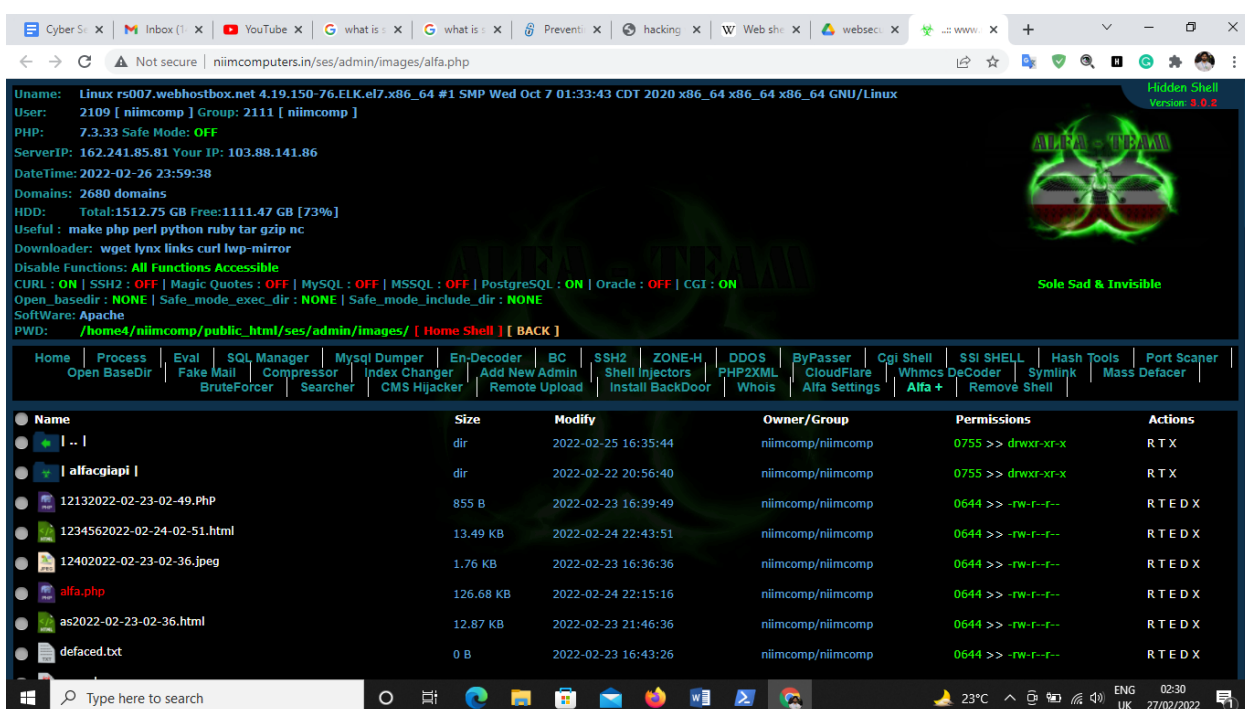 Cyber Se
Inbox (1
YouTube
what is s
what is s
Preventi
hacking
Web she
websecu
..:: www.
Not secure | niimcomputers.in/ses/admin/images/alfa.php
Hidden Shell
Version: 3.0.2
Uname: Linux rs007.webhostbox.net 4.19.150-76.ELK.el7.x86_64 #1 SMP Wed Oct 7 01:33:43 CDT 2020 x86_64 x86_64 x86_64 GNU/Linux
User: 2109 [ niimcomp ] Group: 2111 [ niimcomp ]
PHP: 7.3.33 Safe Mode: OFF
ServerIP: 162.241.85.81 Your IP: 103.88.141.86
DateTime: 2022-02-26 23:59:38
Domains: 2680 domains
HDD: Total:1512.75 GB Free:1111.47 GB [73%]
Useful : make php perl python ruby tar gzip nc
Downloader: wget lynx links curl lwp-mirror
Disable Functions: All Functions Accessible
CURL : ON | SSH2 : OFF | Magic Quotes : OFF | MySQL : OFF | MSSQL : OFF | PostgreSQL : ON | Oracle : OFF | CGI : ON
Open_basedir : NONE | Safe_mode_exec_dir : NONE | Safe_mode_include_dir : NONE
SoftWare: Apache
PWD: /home4/niimcomp/public_html/ses/admin/images/ [ Home Shell ] [ BACK ]
ALFA - TEAM
ALFA - TEAM
Sole Sad & Invisible
Home | Process | Eval | SQL Manager | Mysql Dumper | En-Decoder | BC | SSH2 | ZONE-H | DDOS | ByPasser | Cgi Shell | SSI SHELL | Hash Tools | Port Scaner |
Open BaseDir | Fake Mail | Compressor | Index Changer | Add New Admin | Shell Injectors | PHP2XML | CloudFlare | Whmcs DeCoder | Symlink | Mass Defacer |
BruteForcer | Searcher | CMS Hijacker | Remote Upload | Install BackDoor | Whois | Alfa Settings | Alfa + | Remove Shell |
Name Size Modify Owner/Group Permissions Actions
| .. | dir 2022-02-25 16:35:44 niimcomp/niimcomp 0755 >> drwxr-xr-x R T X
| alfacgiapi | dir 2022-02-22 20:56:40 niimcomp/niimcomp 0755 >> drwxr-xr-x R T X
12132022-02-23-02-49.PhP 855 B 2022-02-23 16:39:49 niimcomp/niimcomp 0644 >> -rw-r--r-- R T E D X
1234562022-02-24-02-51.html 13.49 KB 2022-02-24 22:43:51 niimcomp/niimcomp 0644 >> -rw-r--r-- R T E D X
12402022-02-23-02-36.jpeg 1.76 KB 2022-02-23 16:36:36 niimcomp/niimcomp 0644 >> -rw-r--r-- R T E D X
alfa.php 126.68 KB 2022-02-24 22:15:16 niimcomp/niimcomp 0644 >> -rw-r--r-- R T E D X
as2022-02-23-02-36.html 12.87 KB 2022-02-23 21:46:36 niimcomp/niimcomp 0644 >> -rw-r--r-- R T E D X
defaced.txt 0 B 2022-02-23 16:43:26 niimcomp/niimcomp 0644 >> -rw-r--r-- R T E D X
Type here to search
23°C
ENG
UK
02:30
27/02/2022